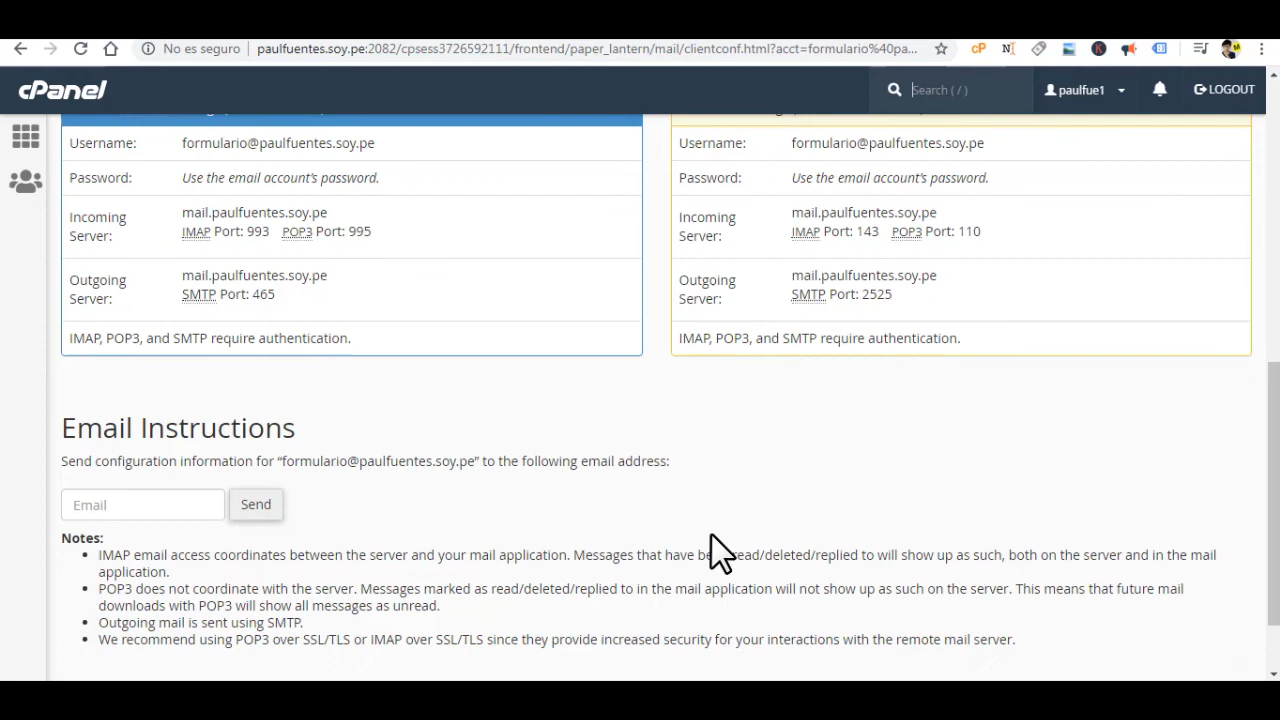 No es seguro
paulfuentes.soy.pe:2082/cpsess3726592111/frontend/paper_lantern/mail/clientconf.html?acct=formulario%40pa...
cPanel
Search ( / )
paulfue1
LOGOUT
Username: formulario@paulfuentes.soy.pe
Password: Use the email account's password.
Incoming Server: mail.paulfuentes.soy.pe
IMAP Port: 993 POP3 Port: 995
Outgoing Server: mail.paulfuentes.soy.pe
SMTP Port: 465
IMAP, POP3, and SMTP require authentication.
Username: formulario@paulfuentes.soy.pe
Password: Use the email account's password.
Incoming Server: mail.paulfuentes.soy.pe
IMAP Port: 143 POP3 Port: 110
Outgoing Server: mail.paulfuentes.soy.pe
SMTP Port: 2525
IMAP, POP3, and SMTP require authentication.
Email Instructions
Send configuration information for “formulario@paulfuentes.soy.pe” to the following email address:
Email
Send
Notes:
IMAP email access coordinates between the server and your mail application. Messages that have read/deleted/replied to will show up as such, both on the server and in the mail
application.
POP3 does not coordinate with the server. Messages marked as read/deleted/replied to in the mail application will not show up as such on the server. This means that future mail
downloads with POP3 will show all messages as unread.
Outgoing mail is sent using SMTP.
We recommend using POP3 over SSL/TLS or IMAP over SSL/TLS since they provide increased security for your interactions with the remote mail server.